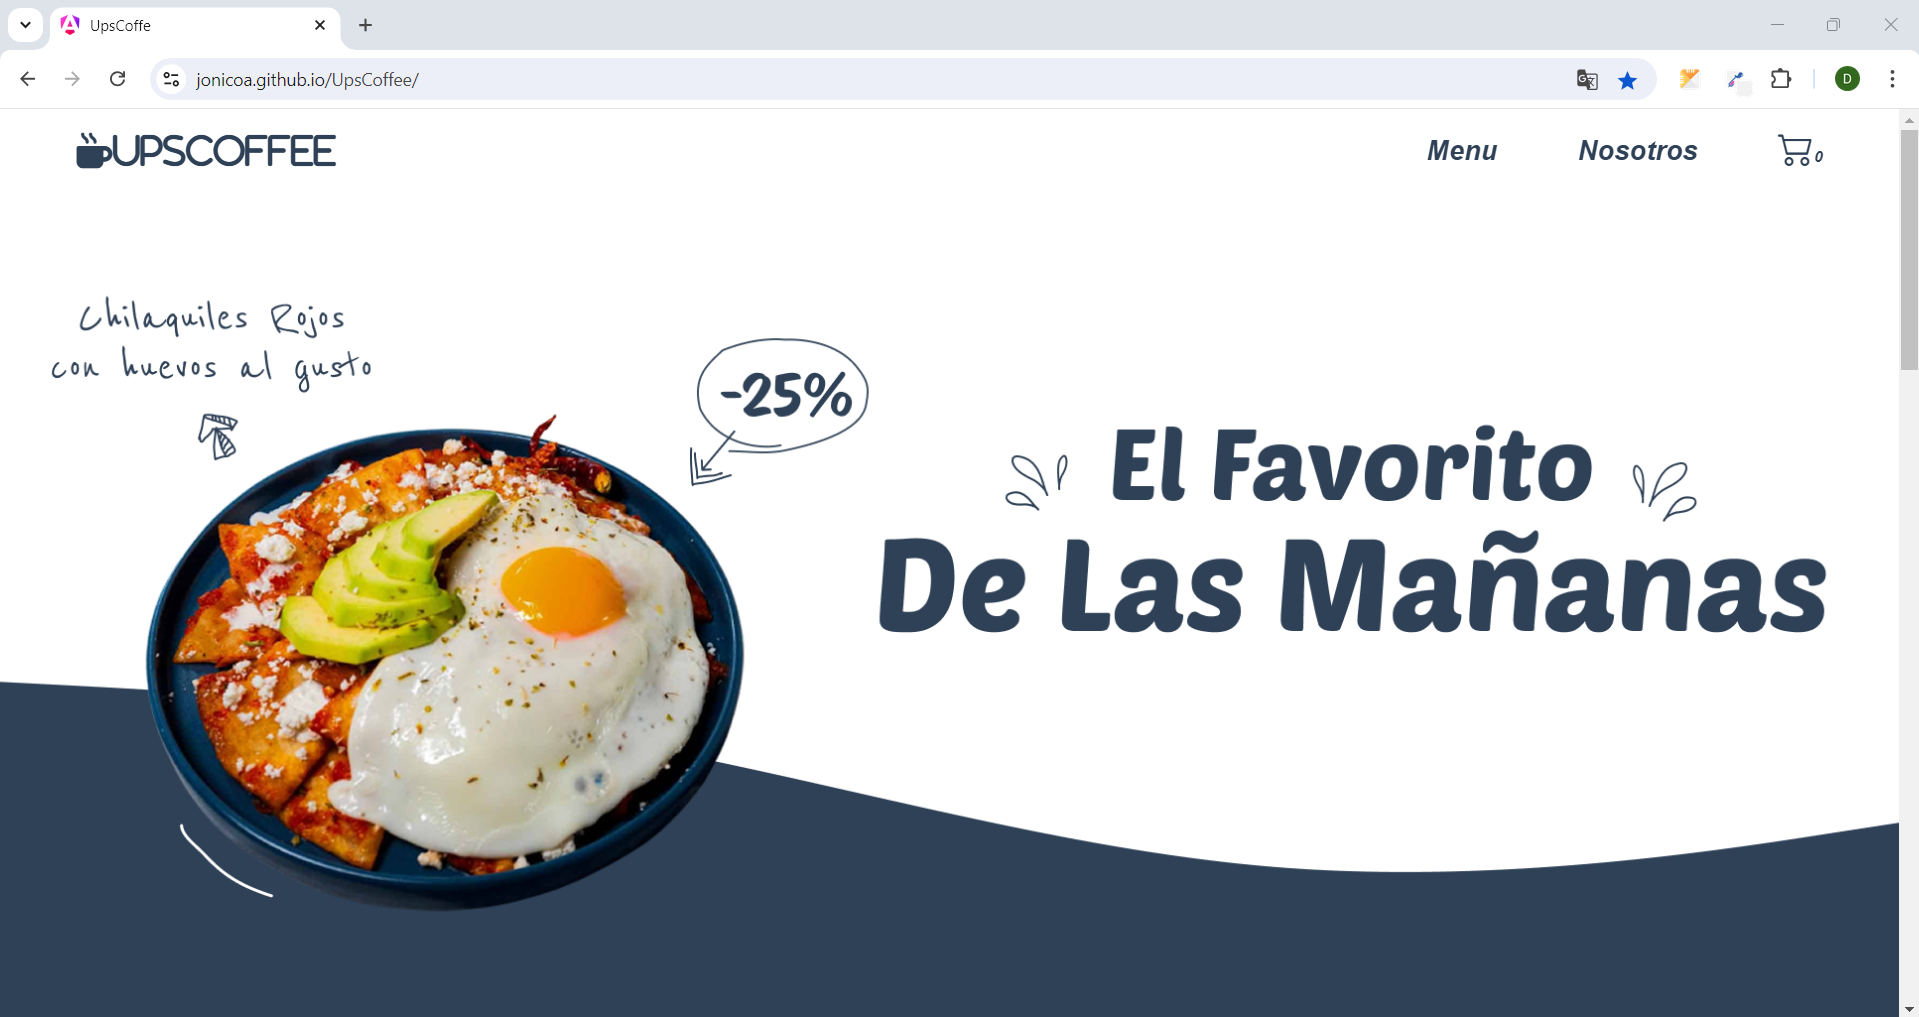 UpsCoffe
jonicoa.github.io/UpsCoffee/
D
UPSCOFFEE
Menu
Nosotros
0
Chilaquiles Rojos
con huevos al gusto
-25%
El Favorito
De Las Mañanas